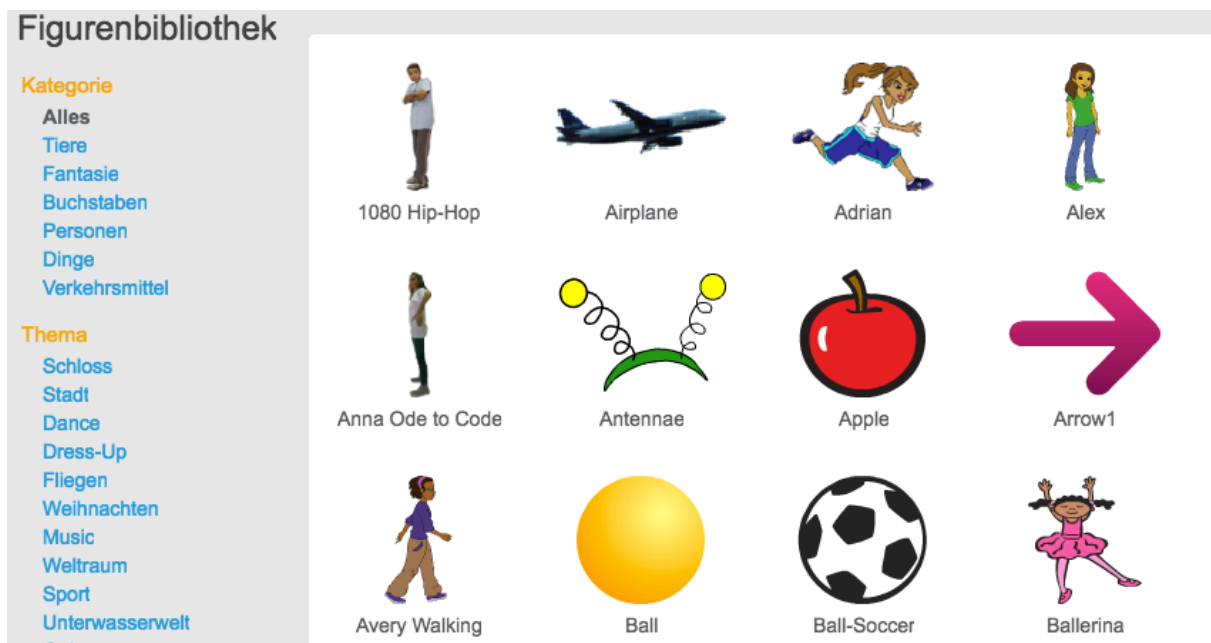 Figurenbibliothek
Kategorie
Alles
Tiere
Fantasie
Buchstaben
Personen
Dinge
Verkehrsmittel
Thema
Schloss
Stadt
Dance
Dress-Up
Fliegen
Weihnachten
Music
Weltraum
Sport
Unterwasserwelt
1080 Hip-Hop
Airplane
Adrian
Alex
Anna Ode to Code
Antennae
Apple
Arrow1
Avery Walking
Ball
Ball-Soccer
Ballerina